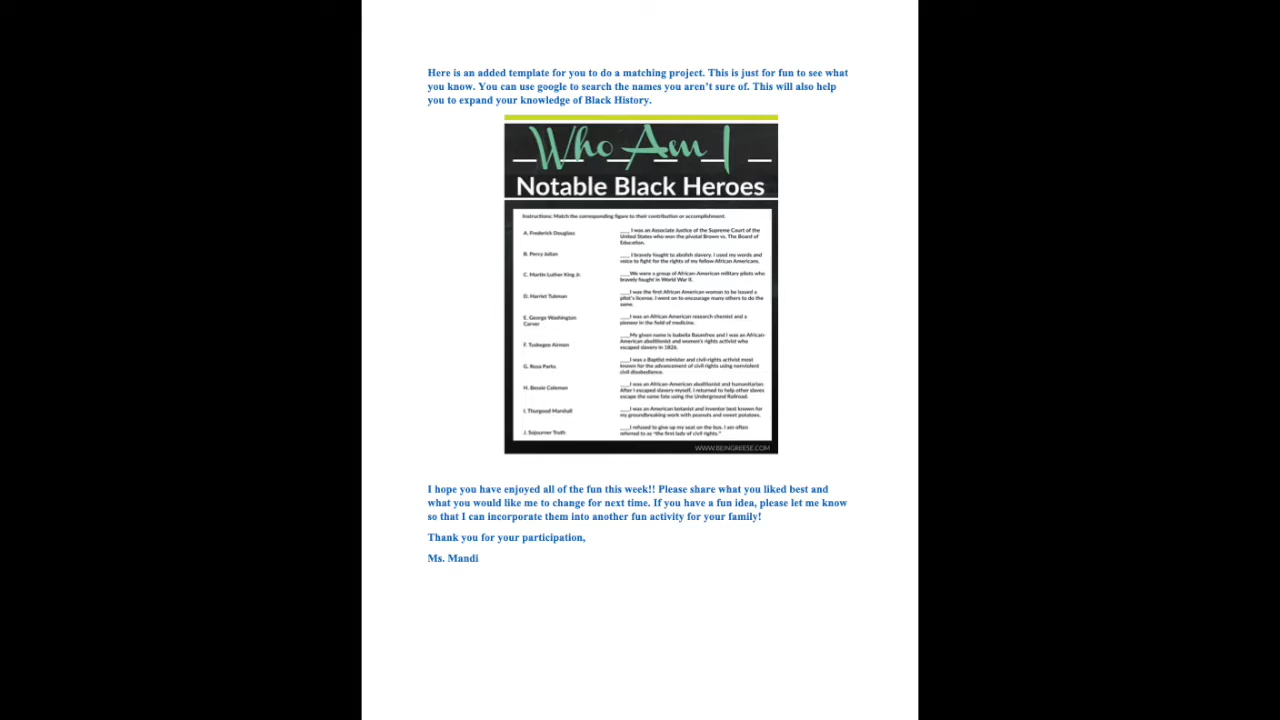 Here is an added template for you to do a matching project. This is just for fun to see what
you know. You can use google to search the names you aren't sure of. This will also help
you to expand your knowledge of Black History.
Who Am I
Notable Black Heroes
Instructions: Match the corresponding figure to their contribution or accomplishment.
A. Frederick Douglass
B. Percy Julian
C. Martin Luther King Jr.
D. Harriet Tubman
E. George Washington
Carver
F. Tuskegee Airmen
G. Rosa Parks
H. Bessie Coleman
I. Thurgood Marshall
J. Sojourner Truth
____ I was an Associate Justice of the Supreme Court of the
United States who won the pivotal Brown vs. The Board of
Education.
____ I bravely fought to abolish slavery. I used my words and
voice to fight for the rights of my fellow African Americans.
____We were a group of African-American military pilots who
bravely fought in World War II.
____I was the first African American woman to be issued a
pilot's license. I went on to encourage many others to do the
same.
____I was an African American research chemist and a
pioneer in the field of medicine.
____My given name is Isabella Baumfree and I was an African-
American abolitionist and women's rights activist who
escaped slavery in 1826.
____I was a Baptist minister and civil-rights activist most
known for the advancement of civil rights using nonviolent
civil disobedience.
____I was an African-American abolitionist and humanitarian.
After I escaped slavery myself, I returned to help other slaves
escape the same fate using the Underground Railroad.
____I was an American botanist and inventor best known for
my groundbreaking work with peanuts and sweet potatoes.
____I refused to give up my seat on the bus. I am often
referred to as "the first lady of civil rights."
WWW.BEINGREESE.COM
I hope you have enjoyed all of the fun this week!! Please share what you liked best and
what you would like me to change for next time. If you have a fun idea, please let me know
so that I can incorporate them into another fun activity for your family!
Thank you for your participation,
Ms. Mandi